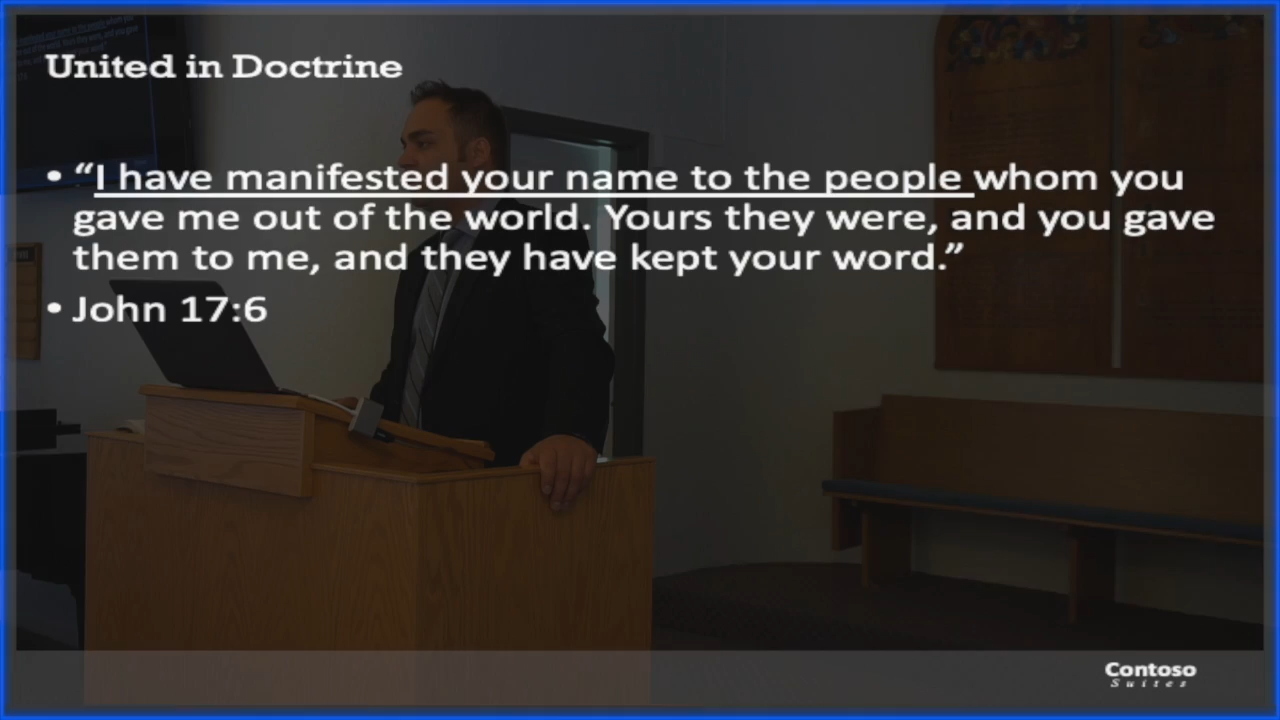 United in Doctrine
• “I have manifested your name to the people whom you
gave me out of the world. Yours they were, and you gave
them to me, and they have kept your word.”
• John 17:6
Contoso
Suites